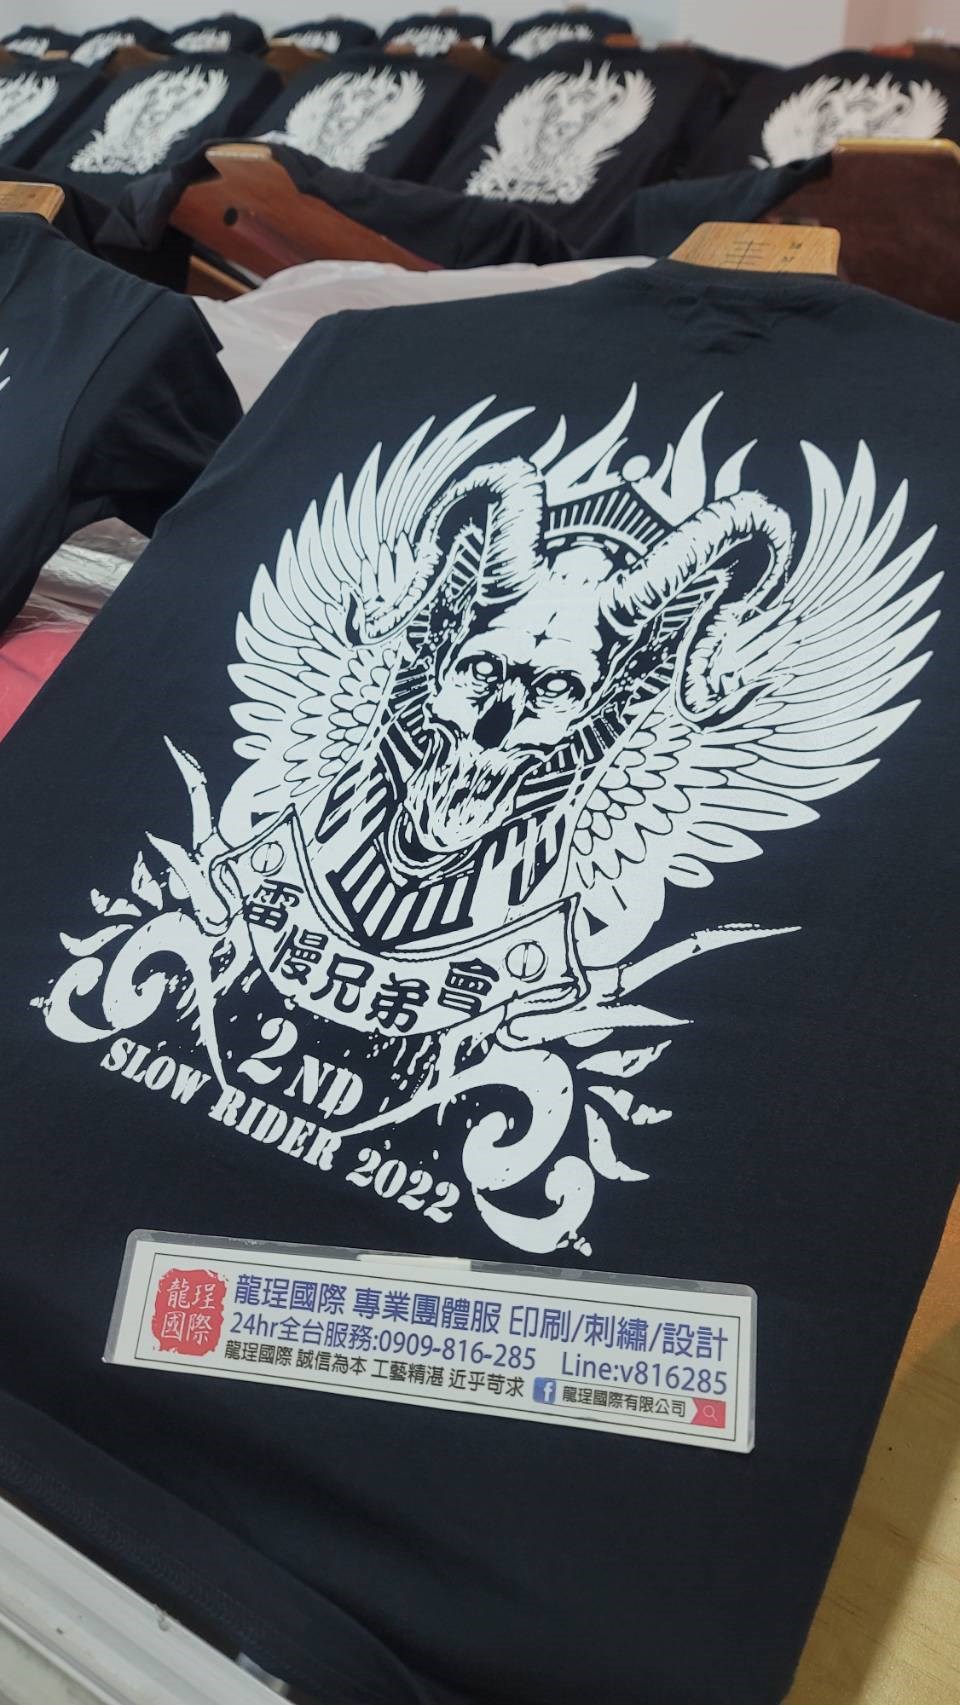 雷慢兄弟會
2ND
SLOW RIDER 2022
龍珵
國際
龍珵國際 專業團體服 印刷/刺繡/設計
24hr全台服務:0909-816-285 Line:v816285
龍珵國際 誠信為本 工藝精湛 近乎苛求 f 龍珵國際有限公司